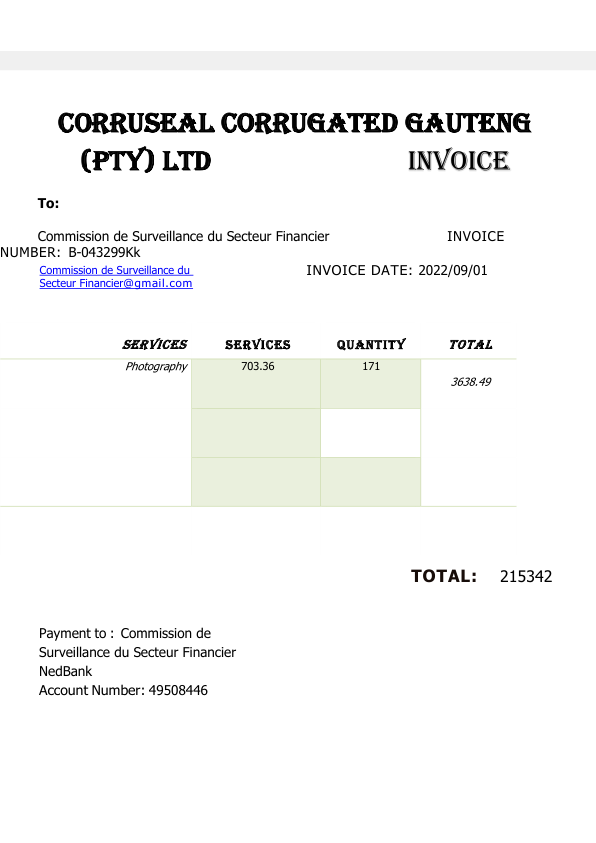 CORRUSEAL CORRUGATED GAUTENG
(PTY) LTD INVOICE
To:
Commission de Surveillance du Secteur Financier INVOICE
NUMBER: B-043299Kk
Commission de Surveillance du INVOICE DATE: 2022/09/01
Secteur Financier@gmail.com
SERVICES SERVICES QUANTITY TOTAL
Photography 703.36 171
3638.49
TOTAL: 215342
Payment to : Commission de
Surveillance du Secteur Financier
NedBank
Account Number: 49508446